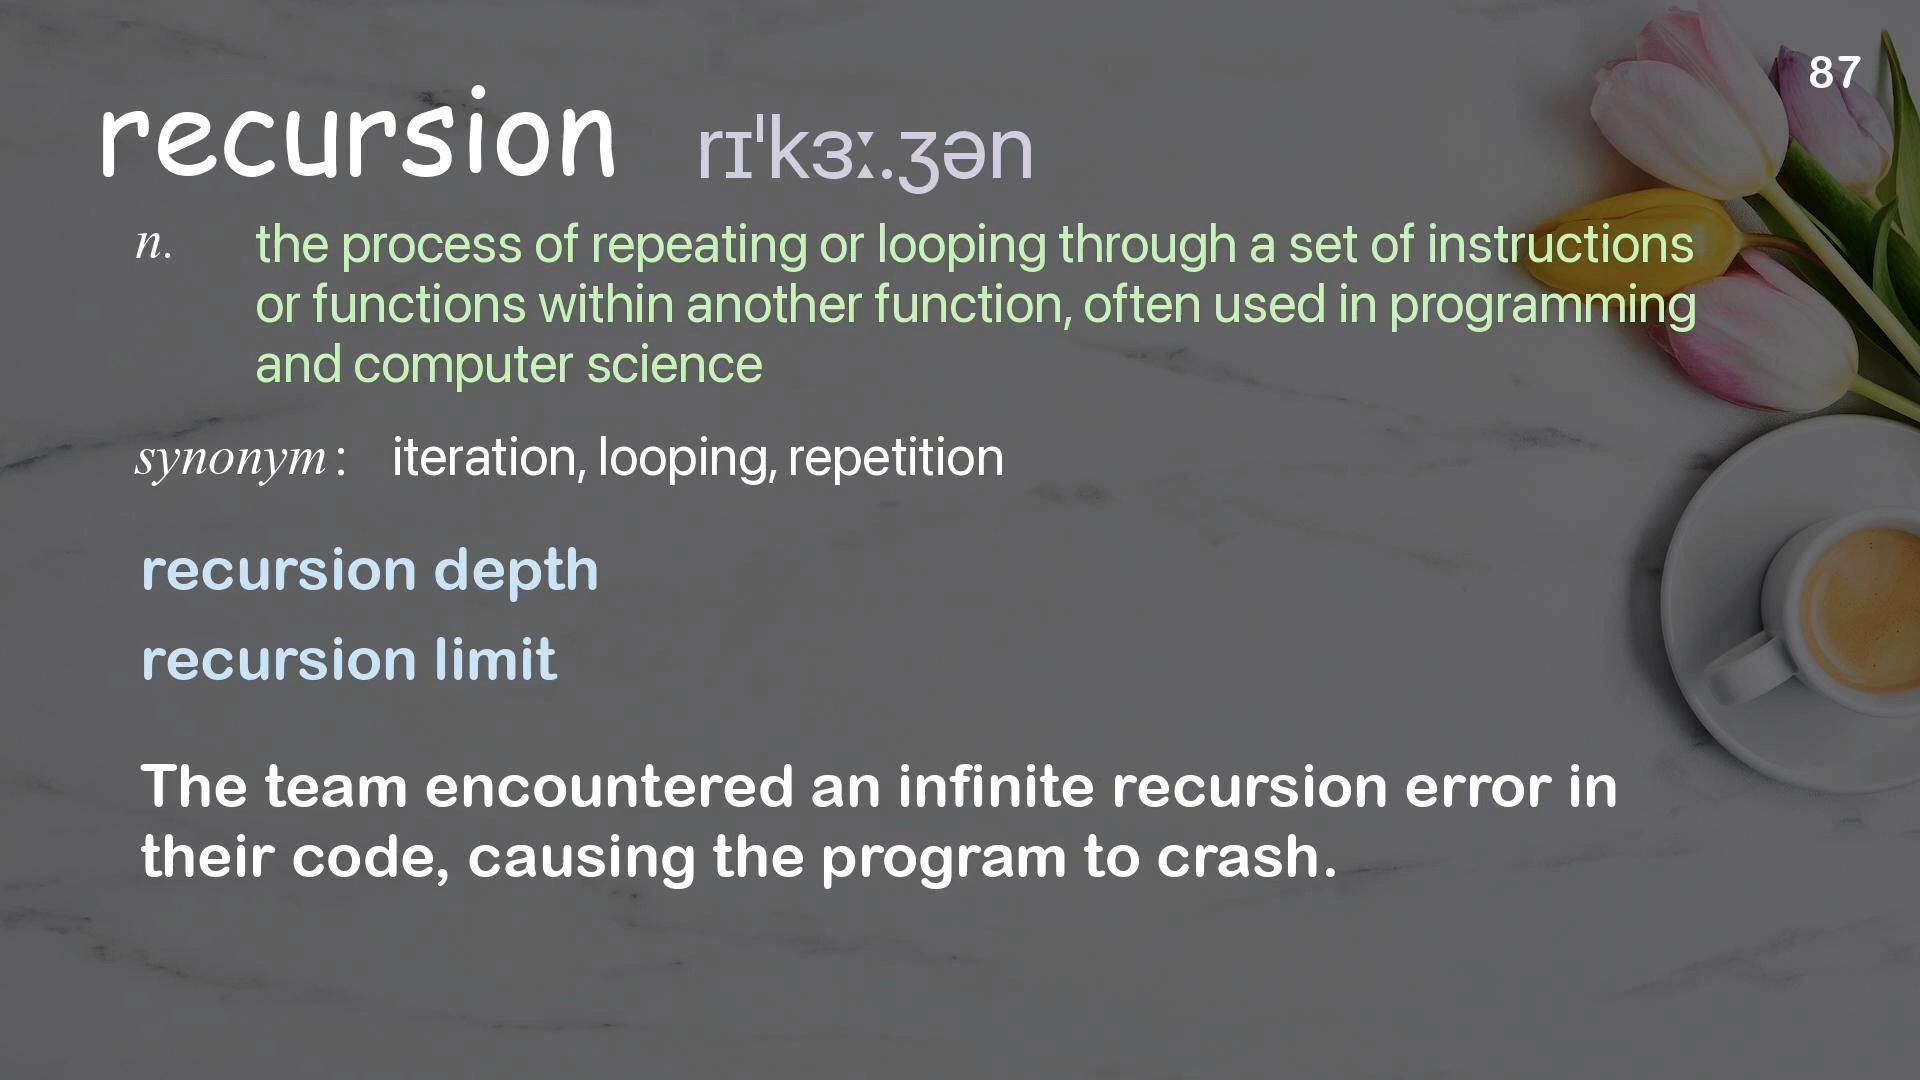 87
recursion rɪˈkɜː.ʒən
n. the process of repeating or looping through a set of instructions
or functions within another function, often used in programming
and computer science
synonym: iteration, looping, repetition
recursion depth
recursion limit
The team encountered an infinite recursion error in
their code, causing the program to crash.